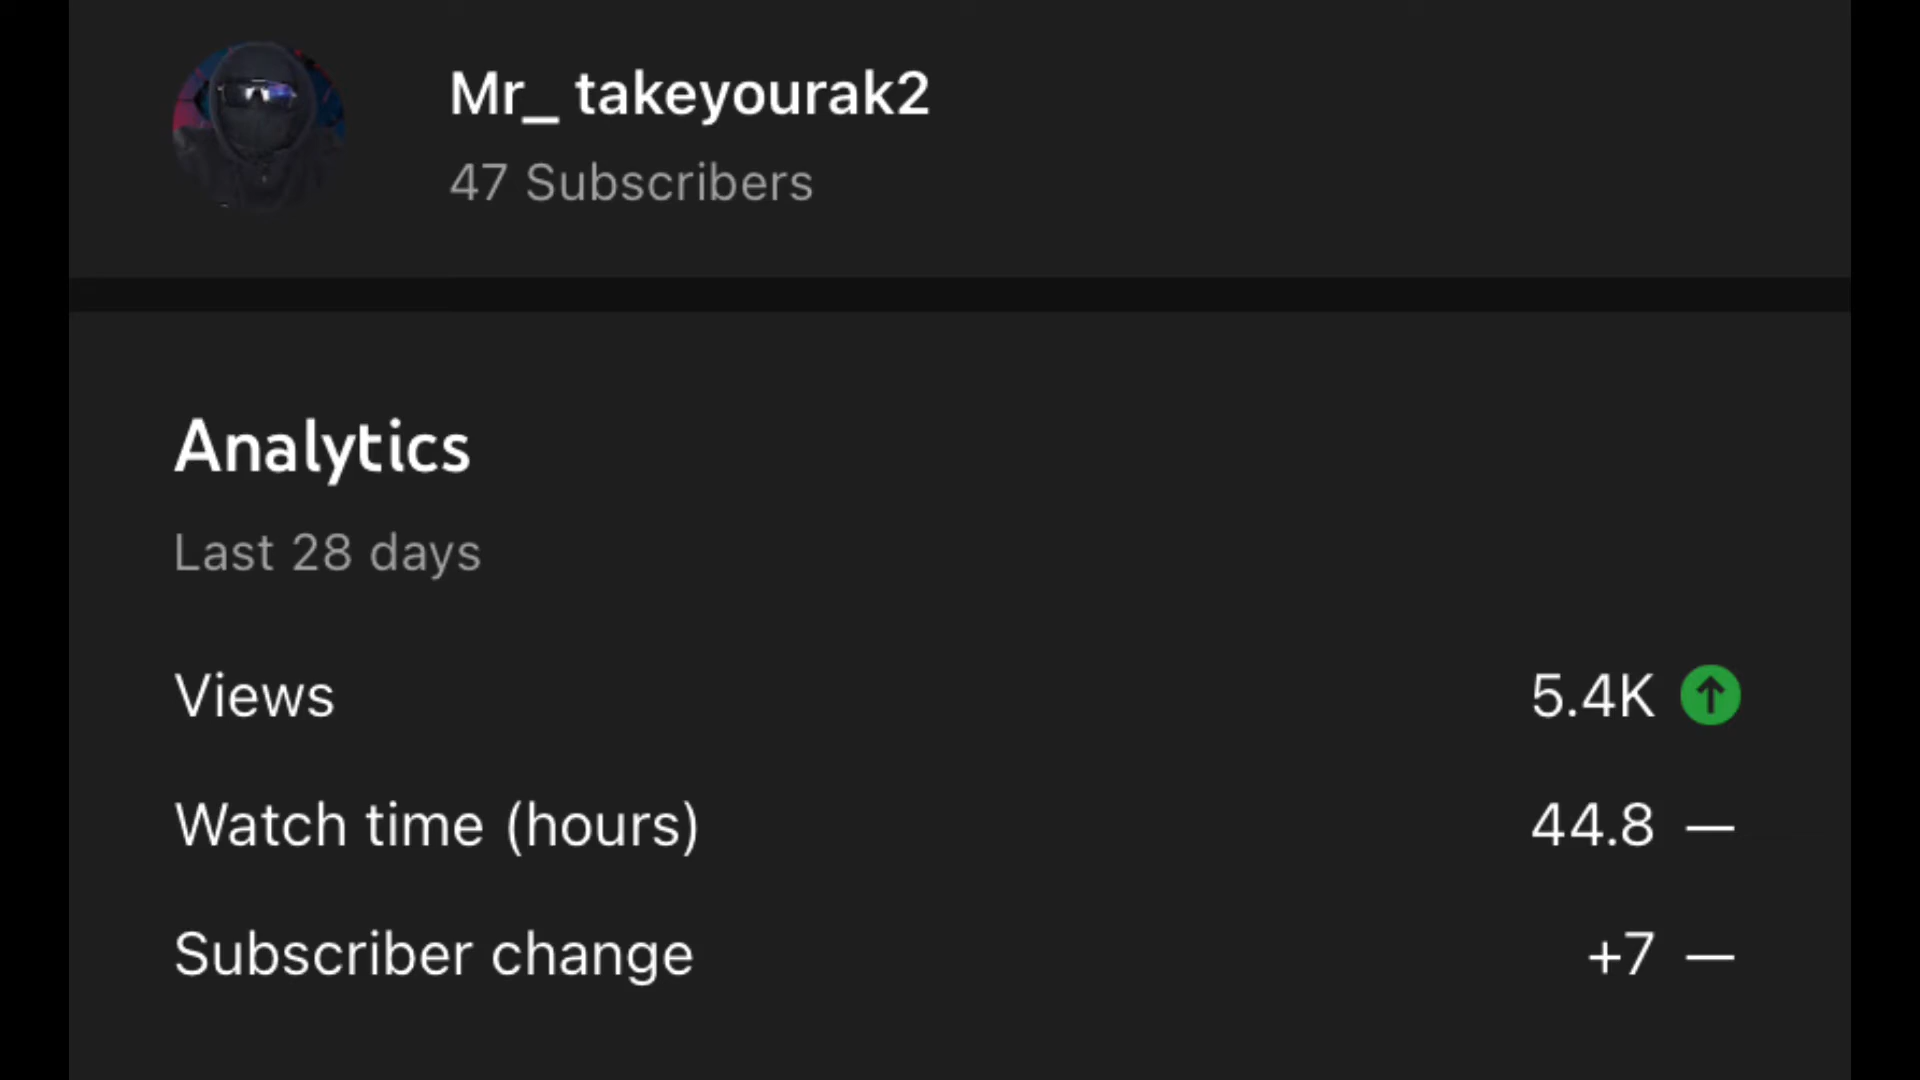 Mr_ takeyourak2
47 Subscribers
Analytics
Last 28 days
Views 5.4K
Watch time (hours) 44.8 —
Subscriber change +7 —